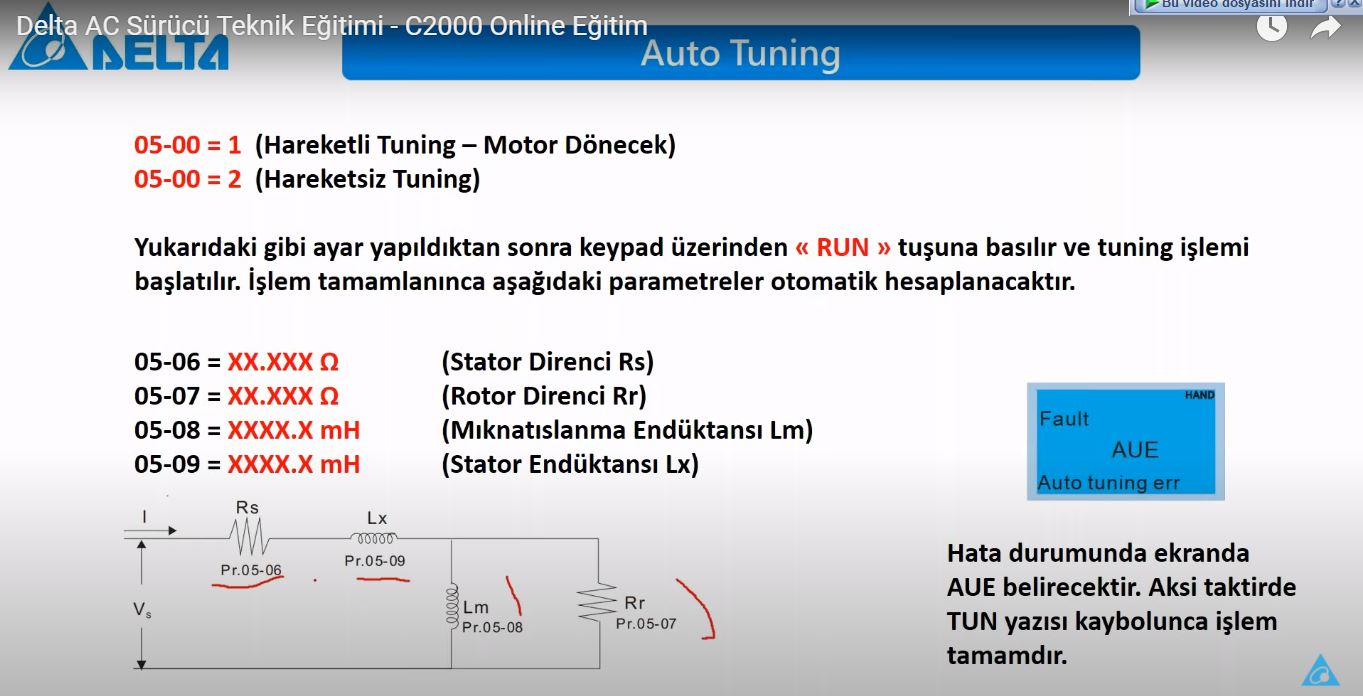 Delta AC Sürücü Teknik Eğitimi - C2000 Online Eğitim
Bu video dosyasını indir
DELTA
Auto Tuning
05-00 = 1 (Hareketli Tuning – Motor Dönecek)
05-00 = 2 (Hareketsiz Tuning)
Yukarıdaki gibi ayar yapıldıktan sonra keypad üzerinden « RUN » tuşuna basılır ve tuning işlemi
başlatılır. İşlem tamamlanınca aşağıdaki parametreler otomatik hesaplanacaktır.
05-06 = XX.XXX Ω (Stator Direnci Rs)
05-07 = XX.XXX Ω (Rotor Direnci Rr)
05-08 = XXXX.X mH (Mıknatıslanma Endüktansı Lm)
05-09 = XXXX.X mH (Stator Endüktansı Lx)
HAND
Fault
AUE
Auto tuning err
I
Rs
Pr.05-06
Lx
Pr.05-09
Vs
Lm
Pr.05-08
Rr
Pr.05-07
Hata durumunda ekranda
AUE belirecektir. Aksi taktirde
TUN yazısı kaybolunca işlem
tamamdır.